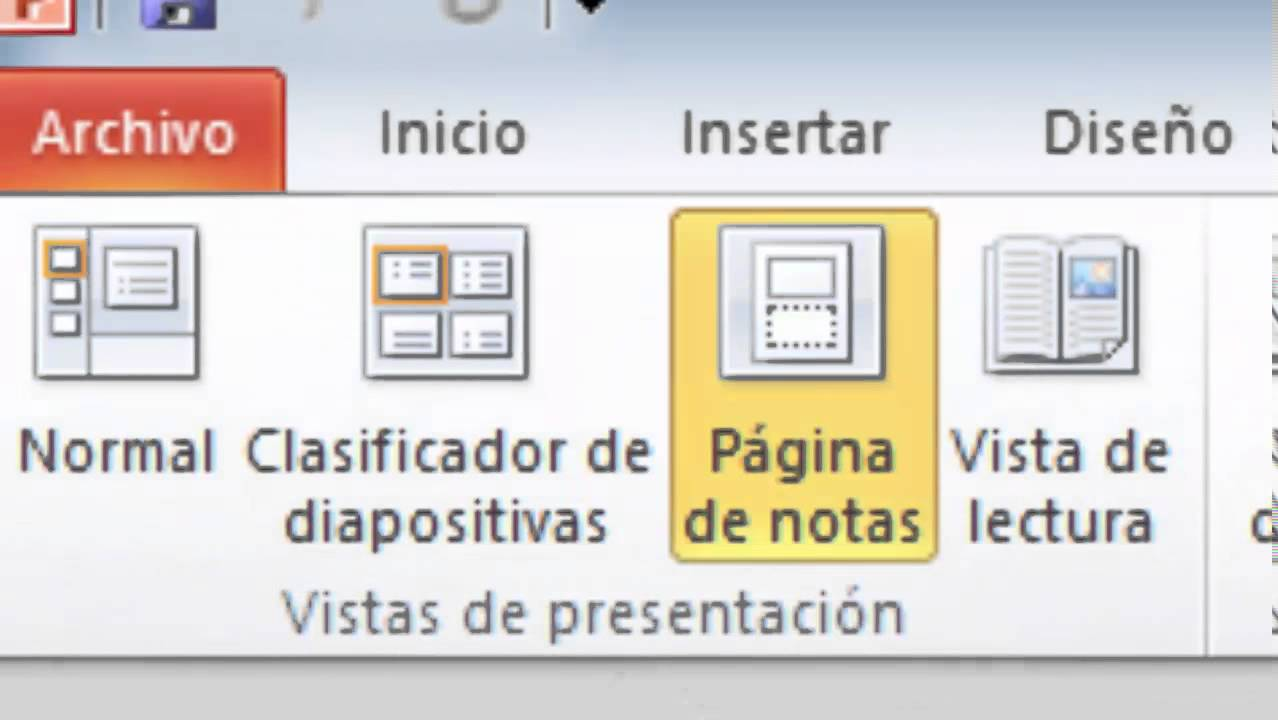 Archivo Inicio Insertar Diseño
Normal Clasificador de diapositivas Página de notas Vista de lectura
Vistas de presentación